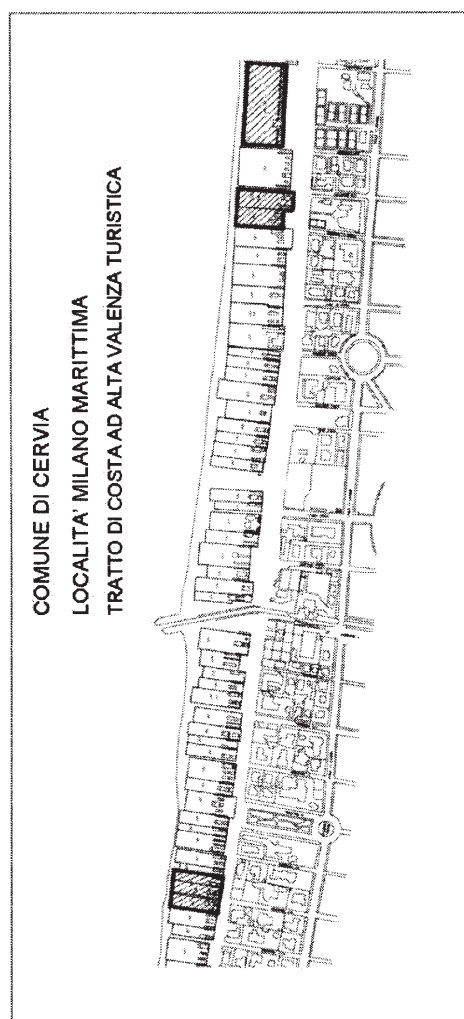 COMUNE DI CERVIA
LOCALITA' MILANO MARITTIMA
TRATTO DI COSTA AD ALTA VALENZA TURISTICA